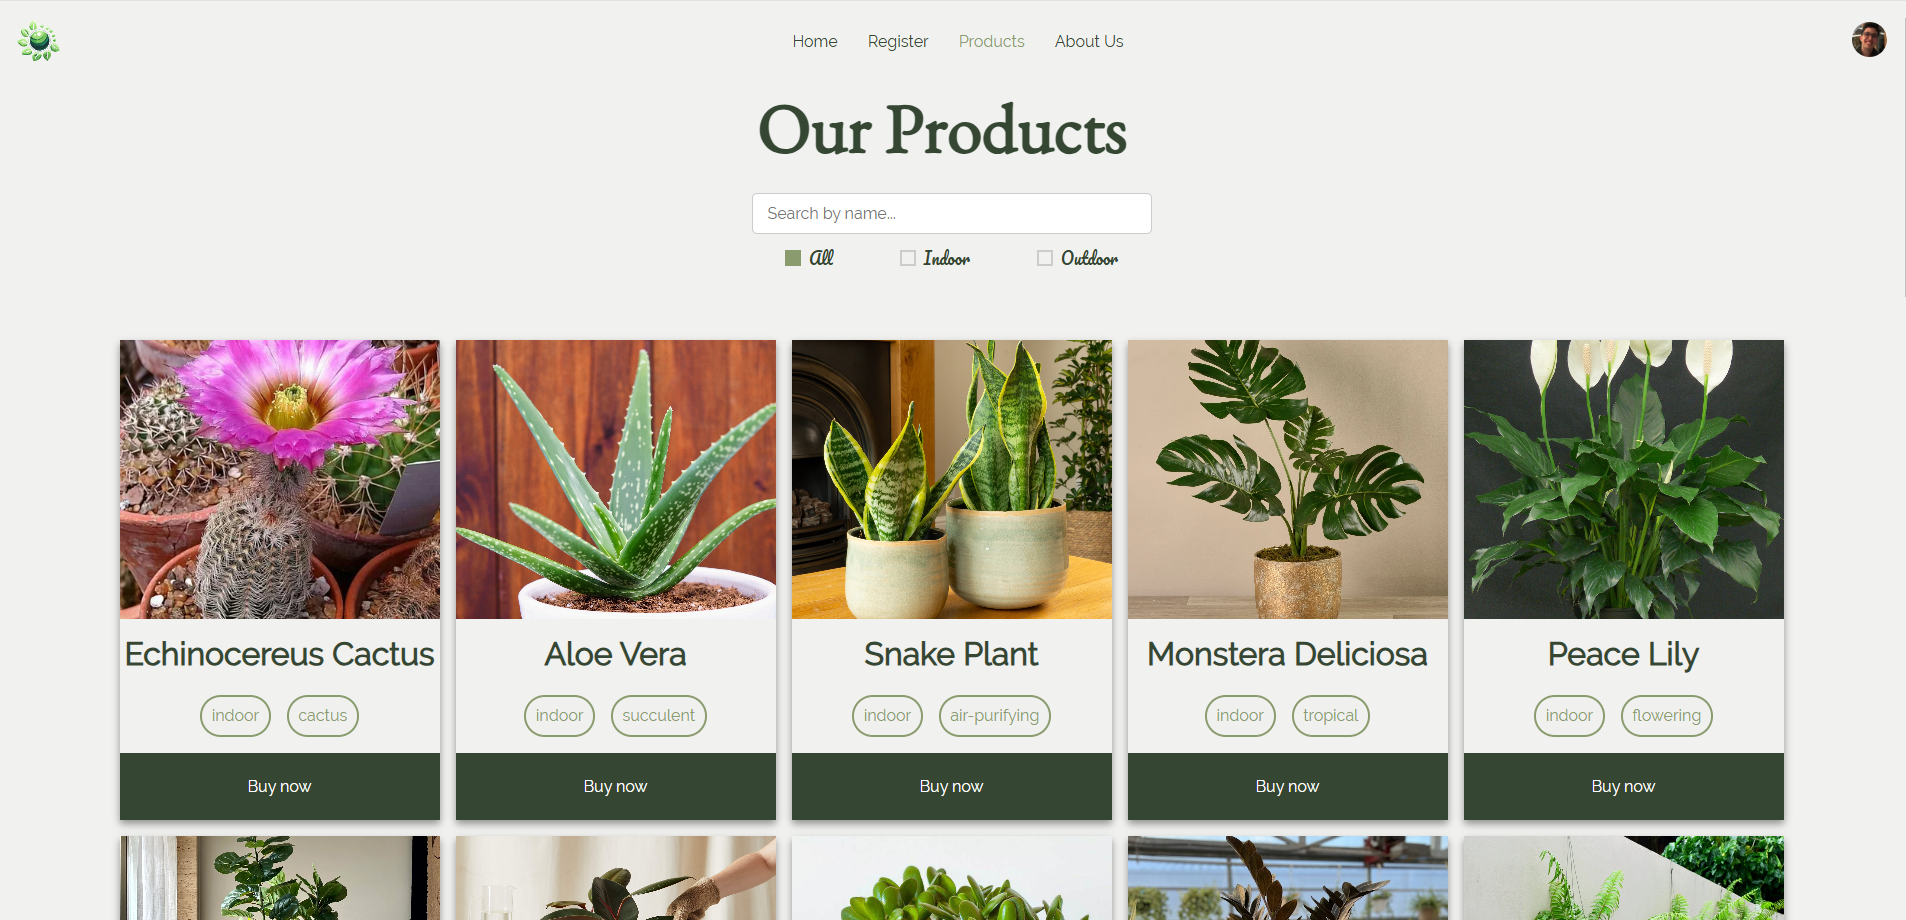 Home Register Products About Us
Our Products
Search by name...
All Indoor Outdoor
Echinocereus Cactus
indoor cactus
Buy now
Aloe Vera
indoor succulent
Buy now
Snake Plant
indoor air-purifying
Buy now
Monstera Deliciosa
indoor tropical
Buy now
Peace Lily
indoor flowering
Buy now